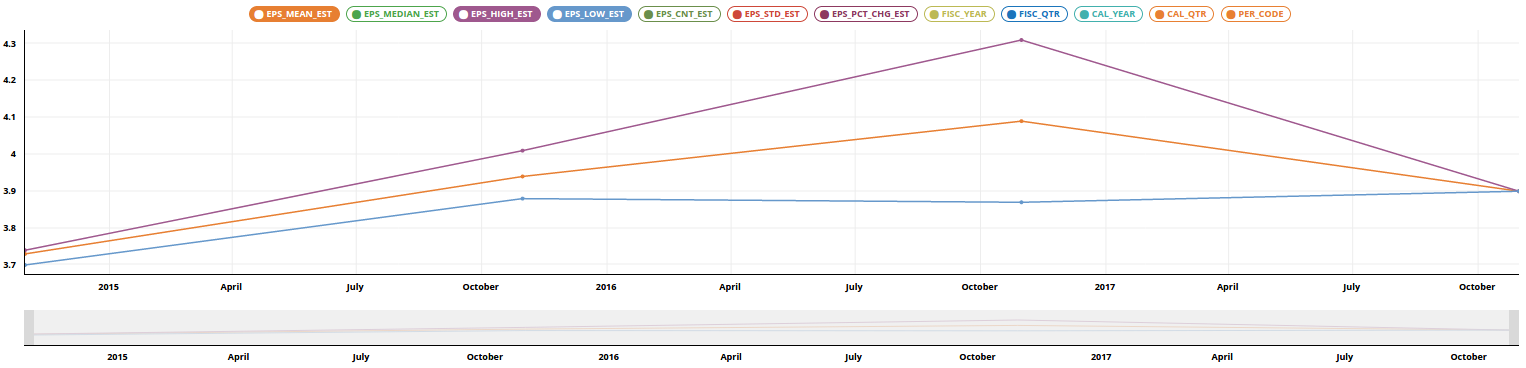 EPS_MEAN_EST EPS_MEDIAN_EST EPS_HIGH_EST EPS_LOW_EST EPS_CNT_EST EPS_STD_EST EPS_PCT_CHG_EST FISC_YEAR FISC_QTR CAL_YEAR CAL_QTR PER_CODE
4.3
4.2
4.1
4
3.9
3.8
3.7
2015 April July October 2016 April July October 2017 April July October
2015 April July October 2016 April July October 2017 April July October